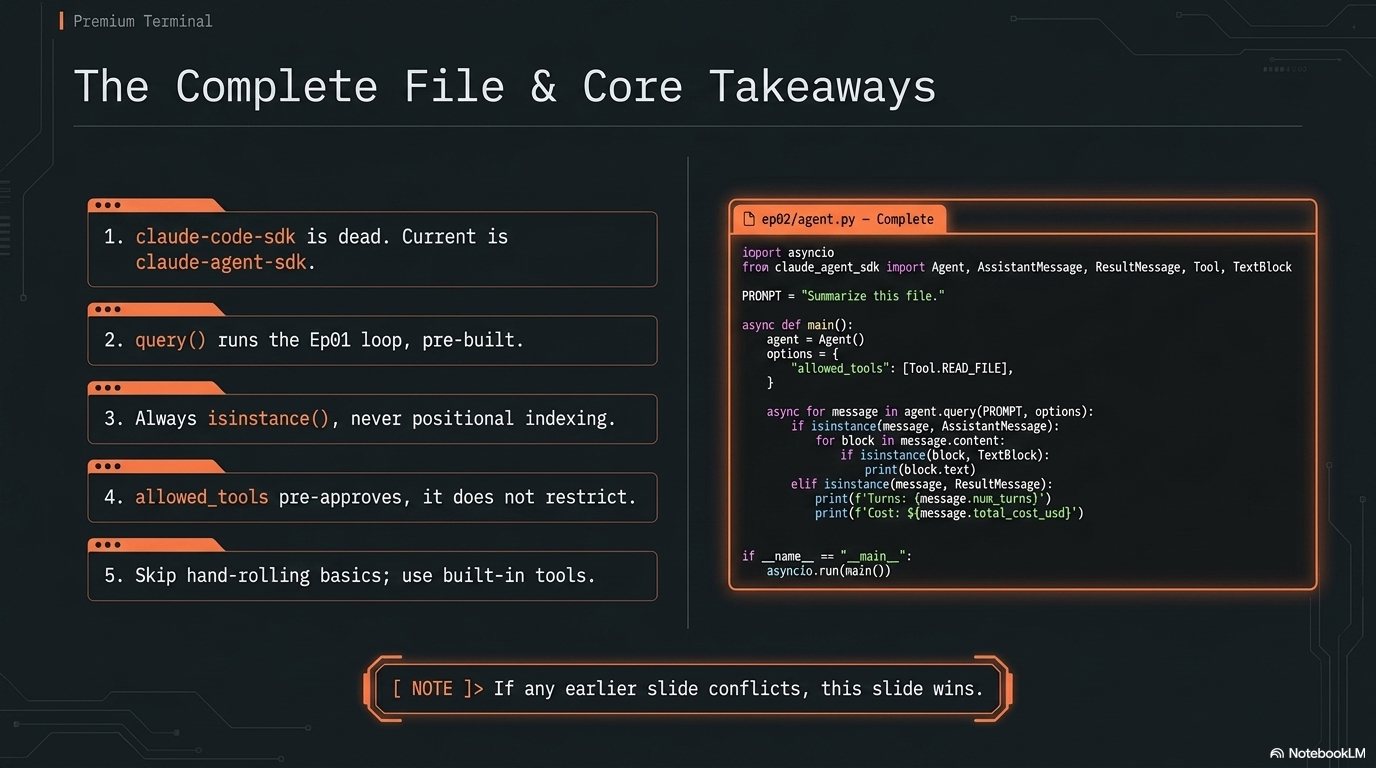 Premium Terminal
The Complete File & Core Takeaways
1. claude-code-sdk is dead. Current is
claude-agent-sdk.
2. query() runs the Ep01 loop, pre-built.
3. Always isinstance(), never positional indexing.
4. allowed_tools pre-approves, it does not restrict.
5. Skip hand-rolling basics; use built-in tools.
ep02/agent.py — Complete
import asyncio
from claude_agent_sdk import Agent, AssistantMessage, ResultMessage, Tool, TextBlock
PROMPT = "Summarize this file."
async def main():
    agent = Agent()
    options = {
        "allowed_tools": [Tool.READ_FILE],
    }
    async for message in agent.query(PROMPT, options):
        if isinstance(message, AssistantMessage):
            for block in message.content:
                if isinstance(block, TextBlock):
                    print(block.text)
        elif isinstance(message, ResultMessage):
            print(f'Turns: {message.num_turns)')
            print(f'Cost: ${message.total_cost_usd}')
if __name__ == "__main__":
    asyncio.run(main())
[ NOTE ]> If any earlier slide conflicts, this slide wins.
NotebookLM